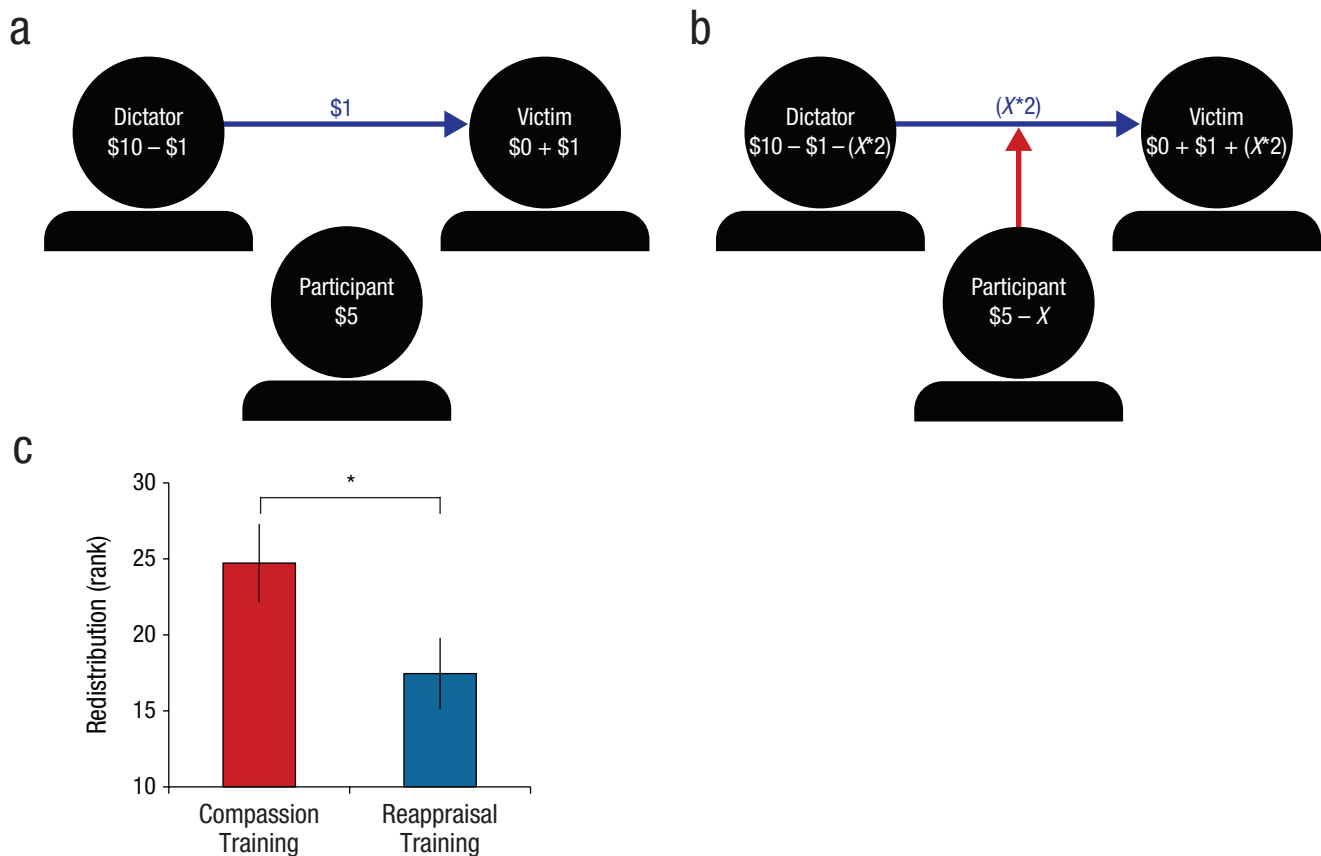 a
Dictator
$10 – $1
$1
Victim
$0 + $1
Participant
$5
b
Dictator
$10 – $1 – (X*2)
(X*2)
Victim
$0 + $1 + (X*2)
Participant
$5 – X
c
Redistribution (rank)
30
25
20
15
10
*
Compassion
Training
Reappraisal
Training